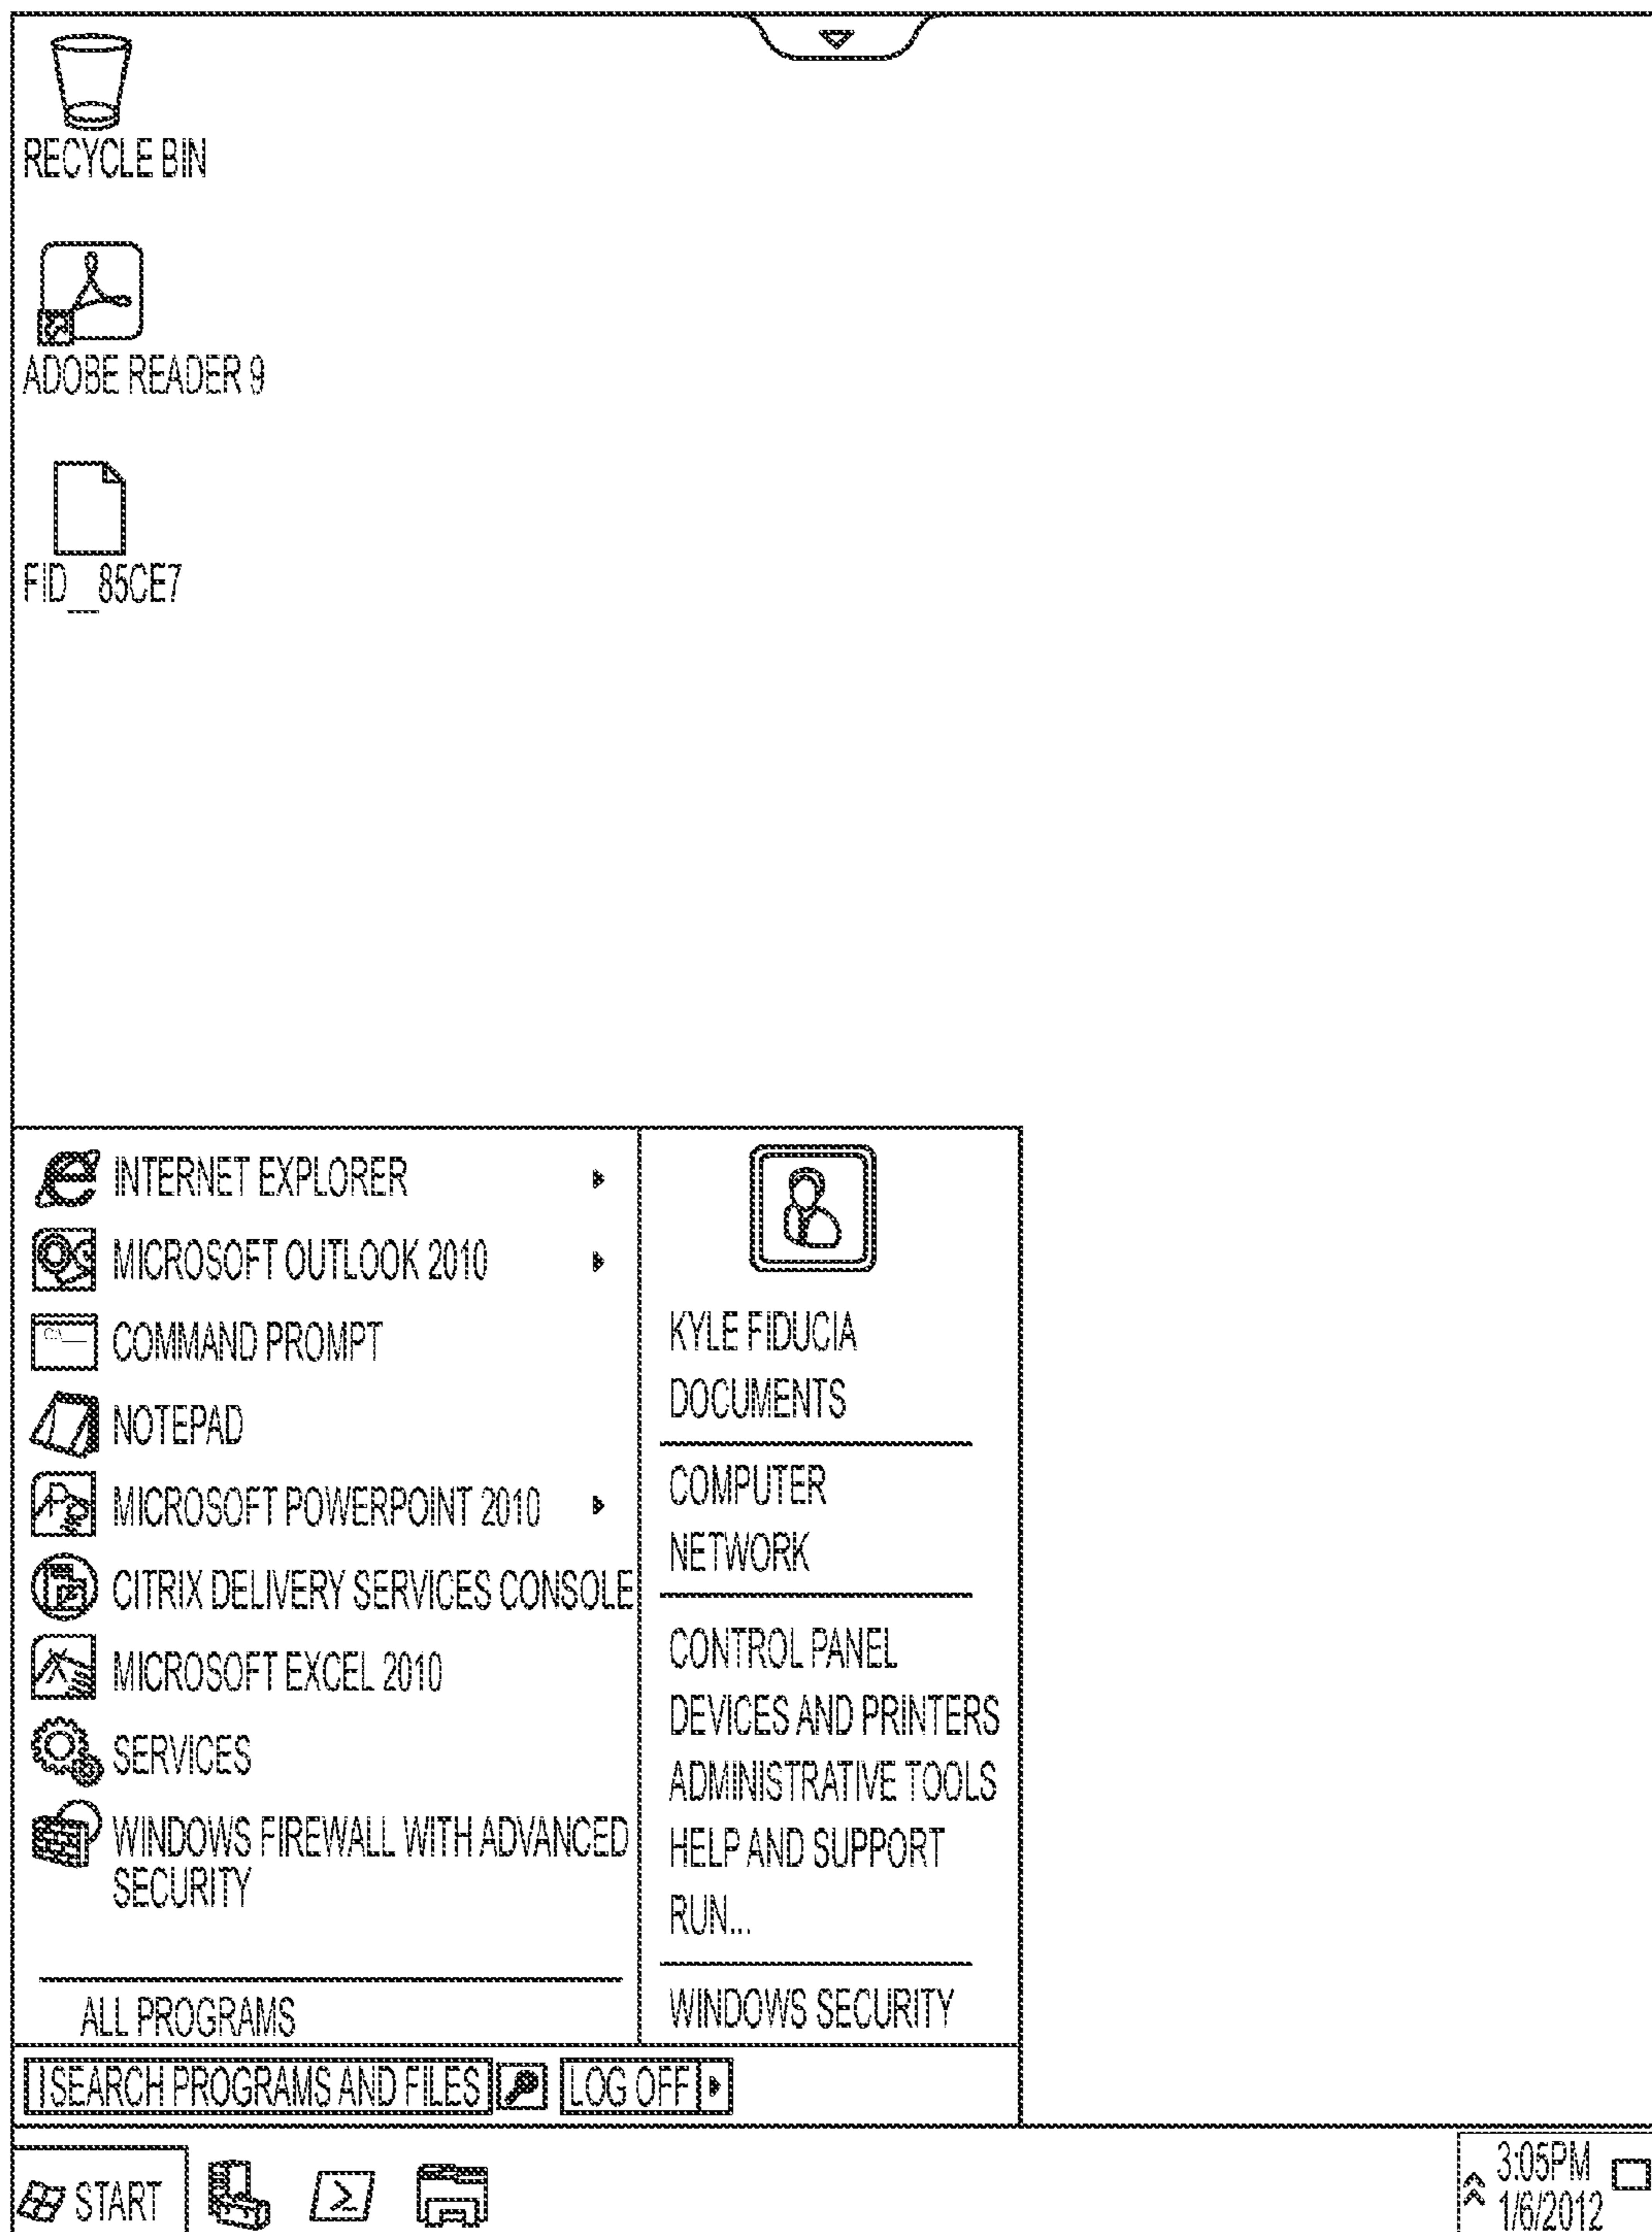 RECYCLE BIN
ADOBE READER 9
FID__85CE7
INTERNET EXPLORER
MICROSOFT OUTLOOK 2010
COMMAND PROMPT
NOTEPAD
MICROSOFT POWERPOINT 2010
CITRIX DELIVERY SERVICES CONSOLE
MICROSOFT EXCEL 2010
SERVICES
WINDOWS FIREWALL WITH ADVANCED
SECURITY
ALL PROGRAMS
KYLE FIDUCIA
DOCUMENTS
COMPUTER
NETWORK
CONTROL PANEL
DEVICES AND PRINTERS
ADMINISTRATIVE TOOLS
HELP AND SUPPORT
RUN...
WINDOWS SECURITY
SEARCH PROGRAMS AND FILES
LOG OFF
START
3:05PM
1/6/2012